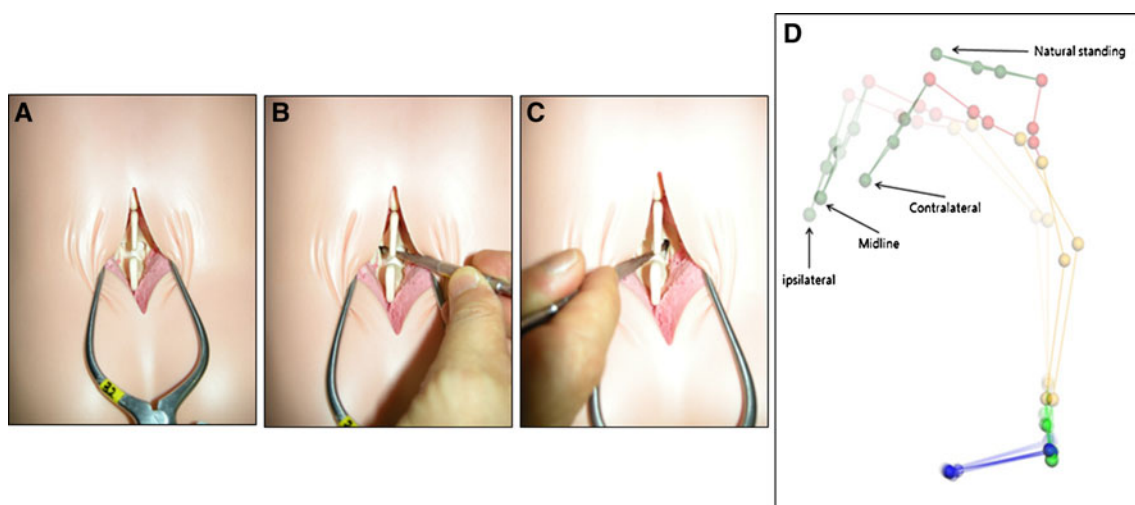 A
B
C
D
Natural standing
Contralateral
Midline
ipsilateral